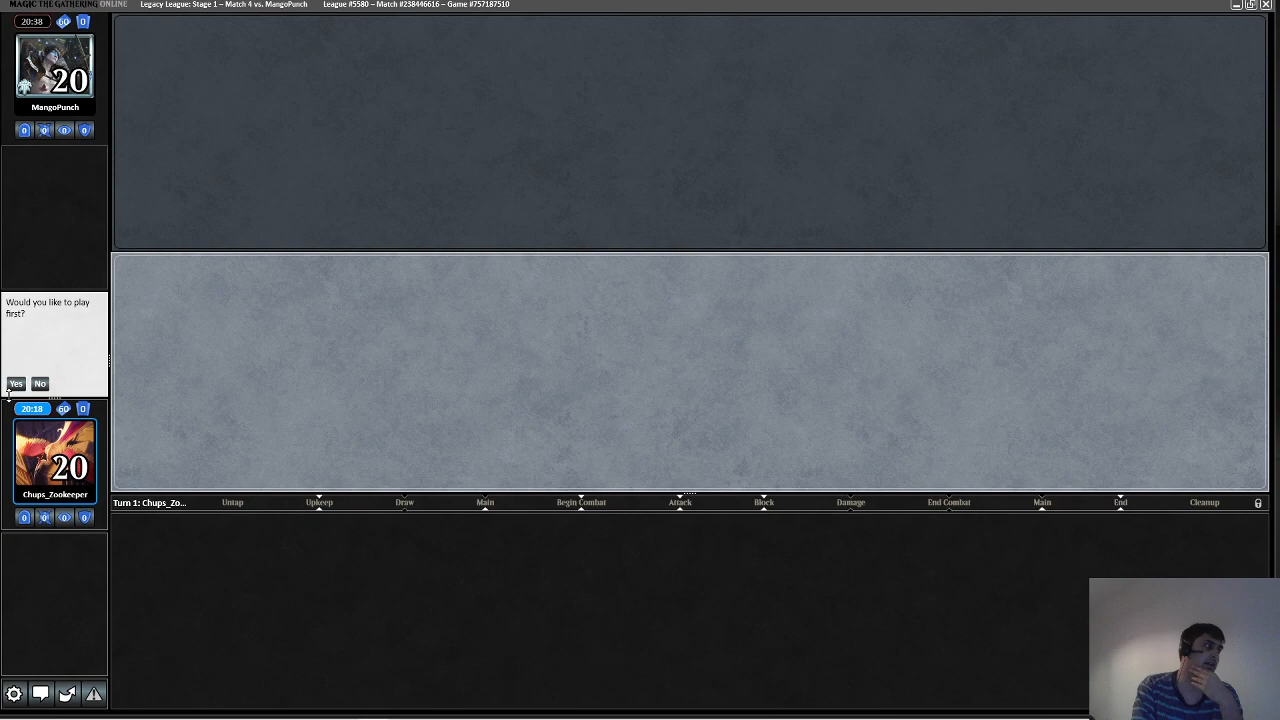 MAGIC THE GATHERING ONLINE Legacy League: Stage 1 – Match 4 vs. MangoPunch League #5580 – Match #238446616 – Game #757187510
20:38 60 0
20
MangoPunch
0 0 0 0
Would you like to play
first?
Yes No
20:18 60 0
20
Chups_Zookeeper
Turn 1: Chups_Zo... Untap Upkeep Draw Main Begin Combat Attack Block Damage End Combat Main End Cleanup
0 0 0 0